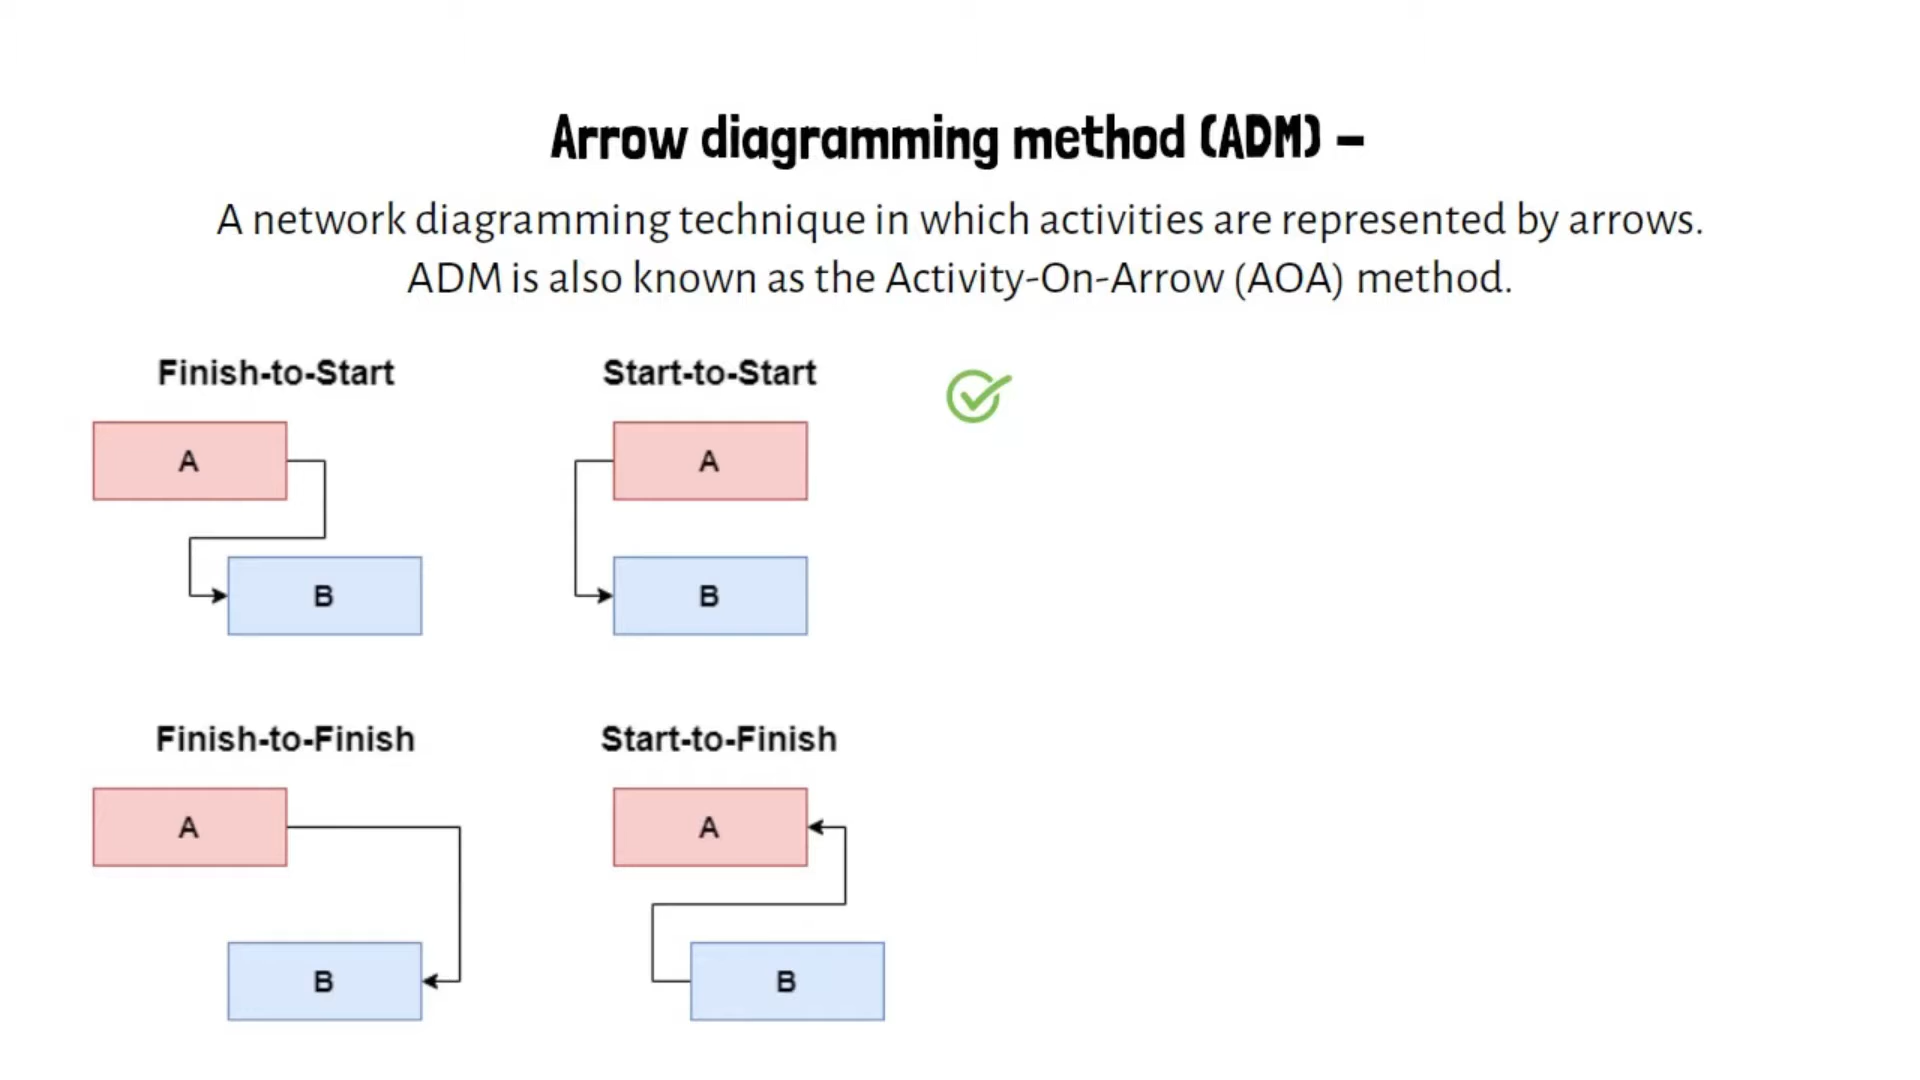 Arrow diagramming method (ADM) –
A network diagramming technique in which activities are represented by arrows.
ADM is also known as the Activity-On-Arrow (AOA) method.
Finish-to-Start
A
B
Start-to-Start
A
B
Finish-to-Finish
A
B
Start-to-Finish
A
B